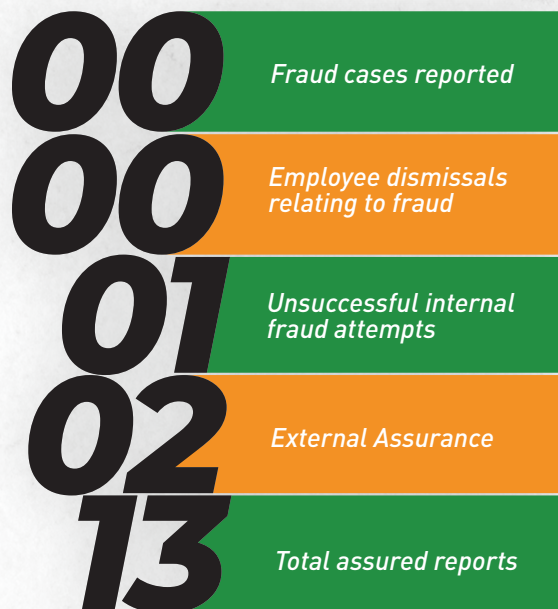 00
Fraud cases reported
00
Employee dismissals
relating to fraud
01
Unsuccessful internal
fraud attempts
02
External Assurance
13
Total assured reports